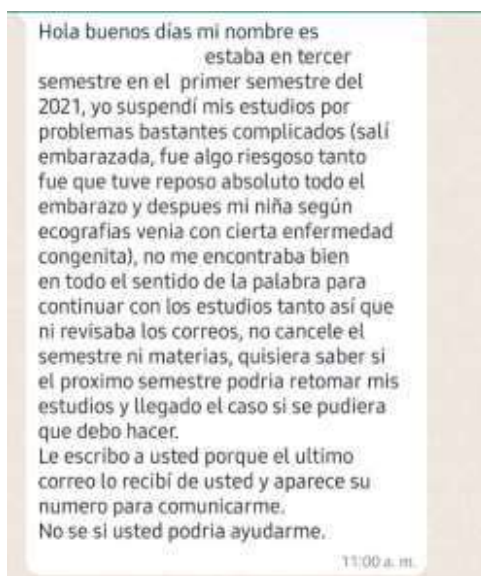 Hola buenos días mi nombre es
estaba en tercer
semestre en el primer semestre del
2021, yo suspendí mis estudios por
problemas bastantes complicados (salí
embarazada, fue algo riesgoso tanto
fue que tuve reposo absoluto todo el
embarazo y despues mi niña según
ecografias venia con cierta enfermedad
congenita), no me encontraba bien
en todo el sentido de la palabra para
continuar con los estudios tanto así que
ni revisaba los correos, no cancele el
semestre ni materias, quisiera saber si
el proximo semestre podria retomar mis
estudios y llegado el caso si se pudiera
que debo hacer.
Le escribo a usted porque el ultimo
correo lo recibí de usted y aparece su
numero para comunicarme.
No se si usted podria ayudarme.
11:00 a. m.